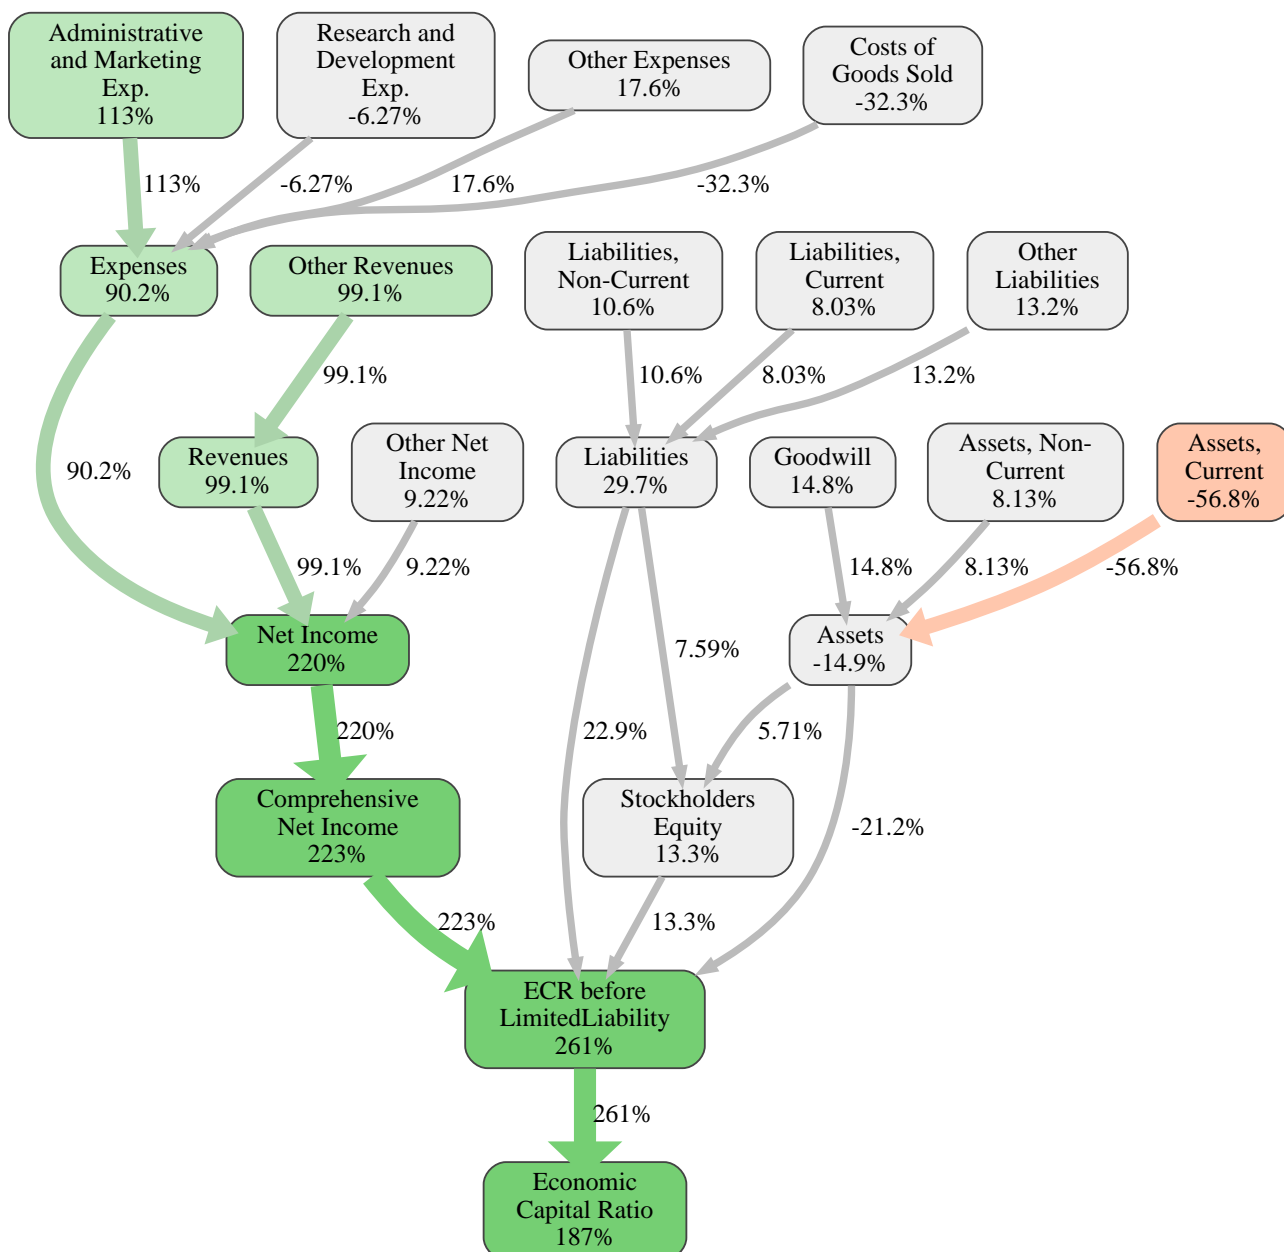 Administrative
and Marketing
Exp.
113%
Research and
Development
Exp.
-6.27%
Other Expenses
17.6%
Costs of
Goods Sold
-32.3%
113%
-6.27%
17.6%
-32.3%
Expenses
90.2%
Other Revenues
99.1%
Liabilities,
Non-Current
10.6%
Liabilities,
Current
8.03%
Other
Liabilities
13.2%
99.1%
10.6%
8.03%
13.2%
90.2%
Revenues
99.1%
Other Net
Income
9.22%
Liabilities
29.7%
Goodwill
14.8%
Assets, Non-
Current
8.13%
Assets,
Current
-56.8%
99.1%
9.22%
14.8%
8.13%
-56.8%
Net Income
220%
7.59%
Assets
-14.9%
220%
22.9%
5.71%
Comprehensive
Net Income
223%
Stockholders
Equity
13.3%
-21.2%
223%
13.3%
ECR before
LimitedLiability
261%
261%
Economic
Capital Ratio
187%